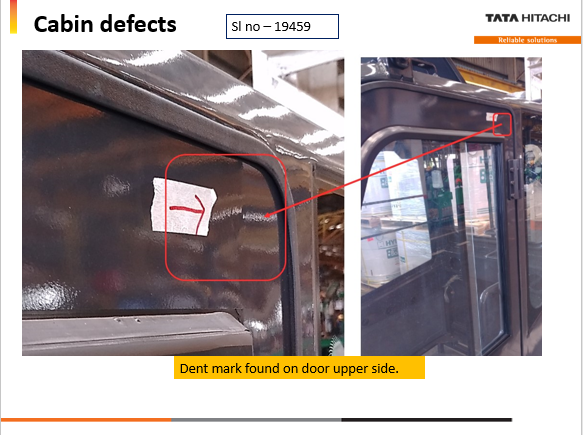 Cabin defects
Sl no – 19459
TATA HITACHI
Reliable solutions
Dent mark found on door upper side.